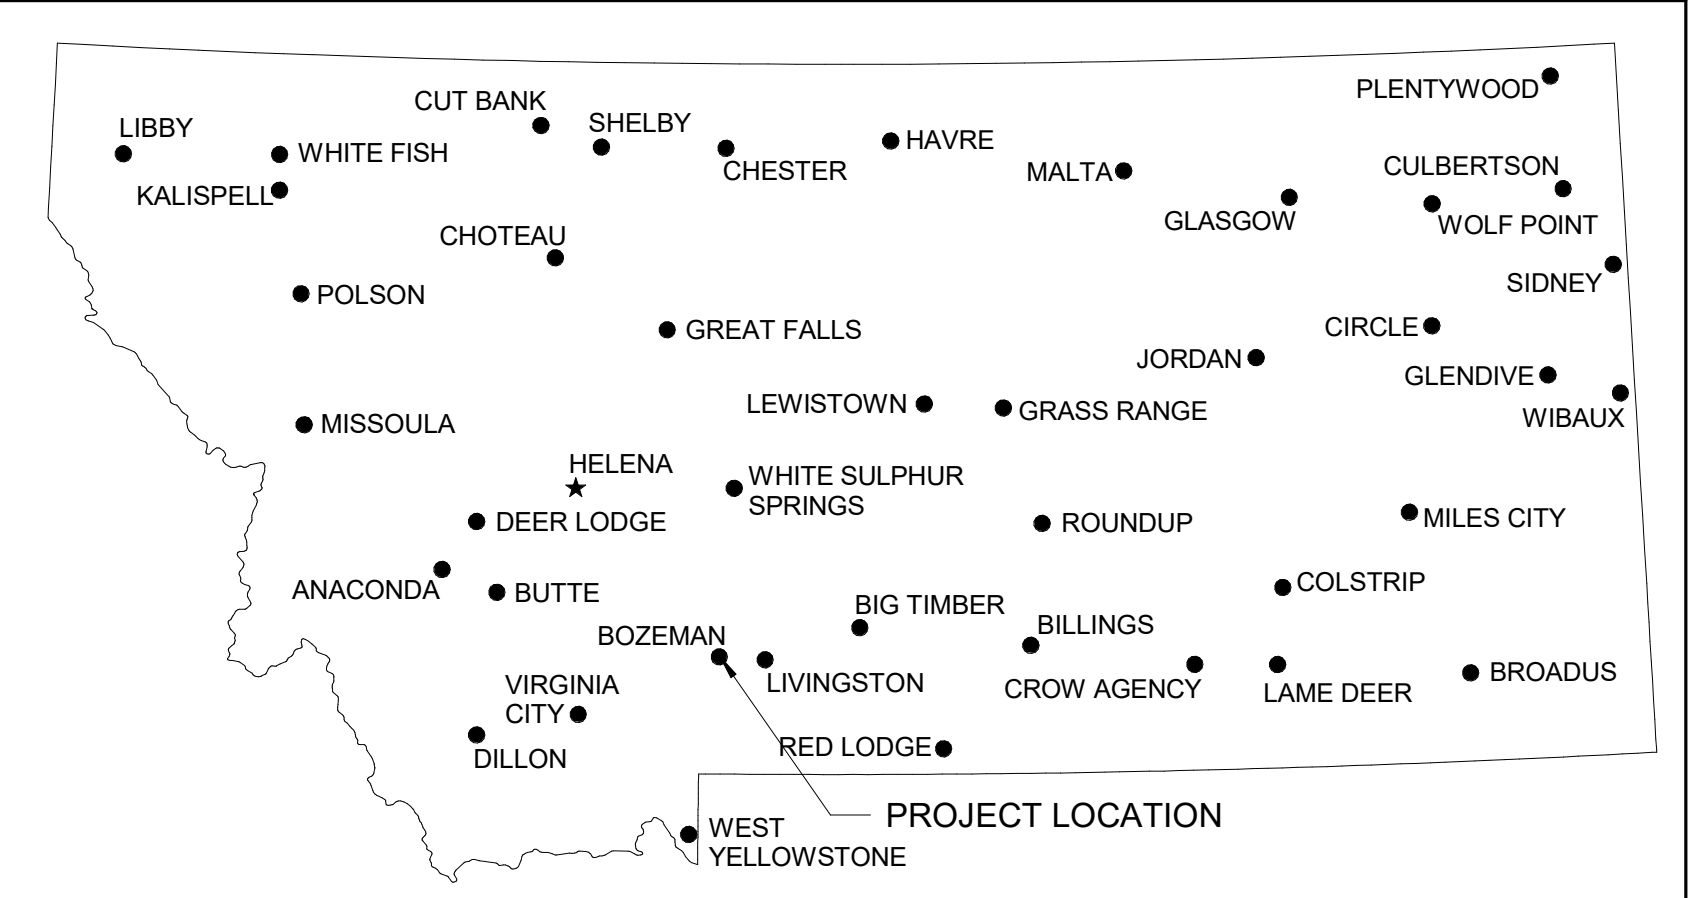 PLENTYWOOD
CUT BANK
LIBBY
SHELBY
HAVRE
WHITE FISH
CHESTER
MALTA
CULBERTSON
KALISPELL
GLASGOW
WOLF POINT
CHOTEAU
SIDNEY
POLSON
GREAT FALLS
CIRCLE
JORDAN
GLENDIVE
LEWISTOWN
GRASS RANGE
WIBAUX
MISSOULA
HELENA
WHITE SULPHUR
SPRINGS
DEER LODGE
ROUNDUP
MILES CITY
ANACONDA
BUTTE
COLSTRIP
BIG TIMBER
BILLINGS
BOZEMAN
LIVINGSTON
CROW AGENCY
LAME DEER
BROADUS
VIRGINIA
CITY
DILLON
RED LODGE
PROJECT LOCATION
WEST
YELLOWSTONE